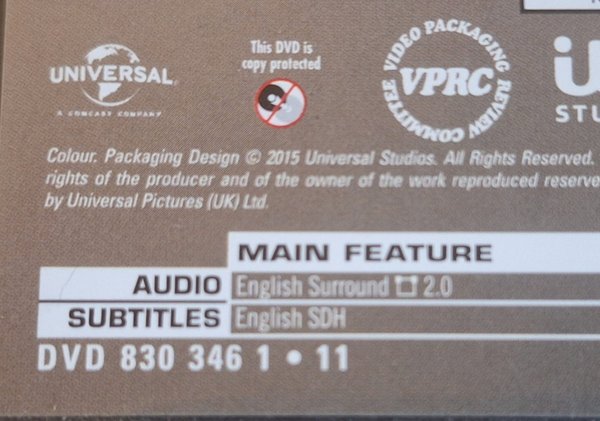 UNIVERSAL
A COMCAST COMPANY
This DVD is
copy protected
VIDEO PACKAGING REVIEW COMMITTEE
VPRC
STU
Colour. Packaging Design © 2015 Universal Studios. All Rights Reserved.
rights of the producer and of the owner of the work reproduced reserve
by Universal Pictures (UK) Ltd.
MAIN FEATURE
AUDIO English Surround 2.0
SUBTITLES English SDH
DVD 830 346 1 • 11